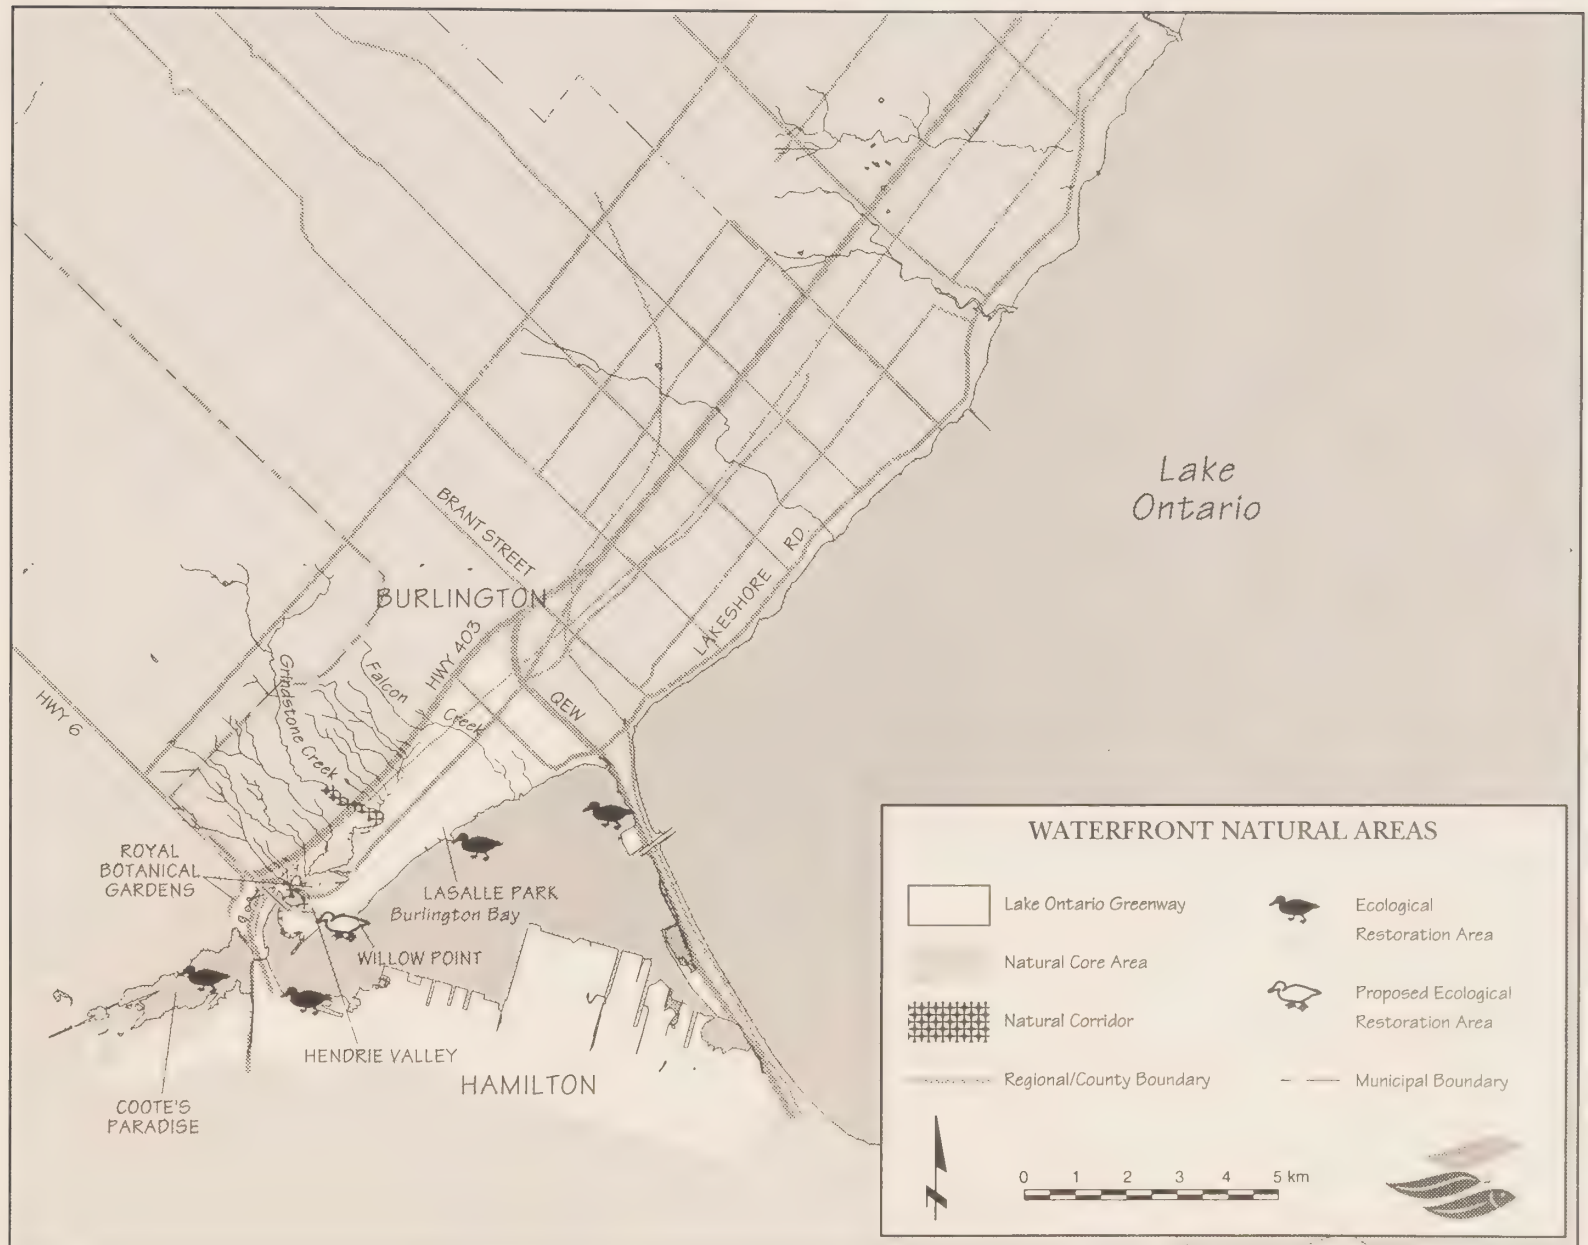 Lake
Ontario
BRANT STREET
BURLINGTON
LAKESHORE RD.
HWY 403
Grindstone Creek
Falcon
Creek
QEW
HWY 6
ROYAL
BOTANICAL
GARDENS
LASALLE PARK
Burlington Bay
WILLOW POINT
HENDRIE VALLEY
HAMILTON
COOTE'S
PARADISE
WATERFRONT NATURAL AREAS
Lake Ontario Greenway
Natural Core Area
Natural Corridor
Regional/County Boundary
Ecological
Restoration Area
Proposed Ecological
Restoration Area
Municipal Boundary
0 1 2 3 4 5 km